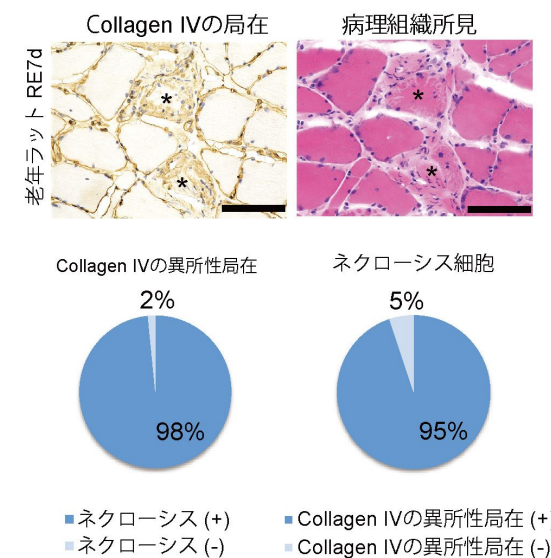 Collagen IVの局在
病理組織所見
老年ラット RE7d
*
*
*
*
Collagen IVの異所性局在
ネクローシス細胞
2%
98%
5%
95%
ネクローシス (+)
ネクローシス (-)
Collagen IVの異所性局在 (+)
Collagen IVの異所性局在 (-)